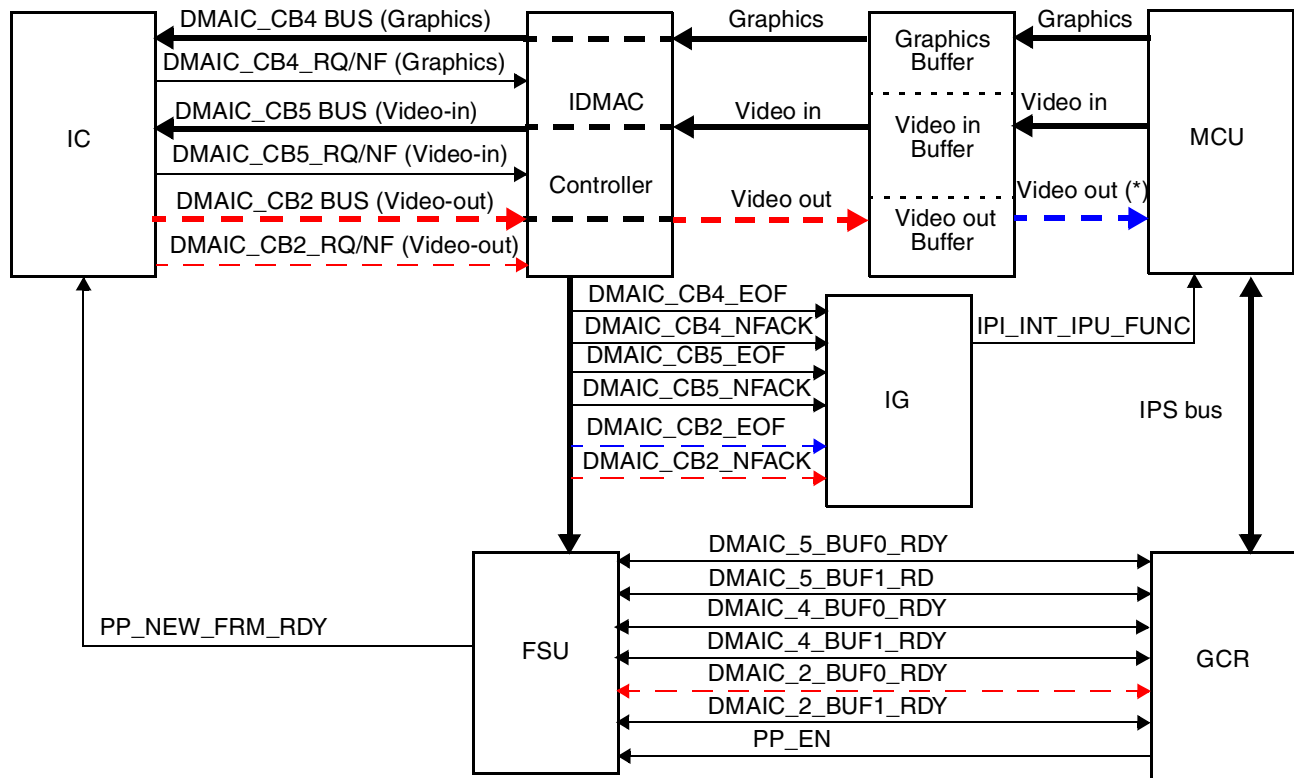 DMAIC_CB4 BUS (Graphics)
DMAIC_CB4_RQ/NF (Graphics)
DMAIC_CB5 BUS (Video-in)
DMAIC_CB5_RQ/NF (Video-in)
DMAIC_CB2 BUS (Video-out)
DMAIC_CB2_RQ/NF (Video-out)
IC
IDMAC
Controller
Graphics
Video in
Video out
Graphics
Buffer
Video in
Buffer
Video out
Buffer
Graphics
Video in
Video out (*)
MCU
DMAIC_CB4_EOF
DMAIC_CB4_NFACK
DMAIC_CB5_EOF
DMAIC_CB5_NFACK
DMAIC_CB2_EOF
DMAIC_CB2_NFACK
IG
IPI_INT_IPU_FUNC
IPS bus
PP_NEW_FRM_RDY
FSU
DMAIC_5_BUF0_RDY
DMAIC_5_BUF1_RD
DMAIC_4_BUF0_RDY
DMAIC_4_BUF1_RDY
DMAIC_2_BUF0_RDY
DMAIC_2_BUF1_RDY
PP_EN
GCR